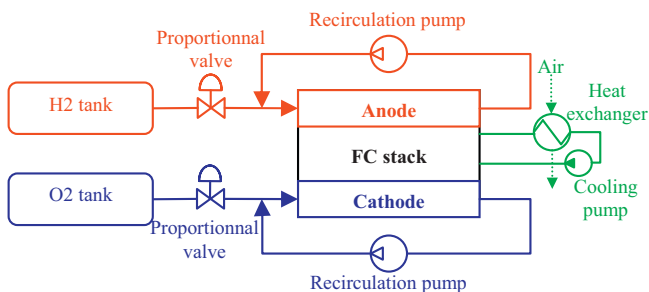 Recirculation pump
Proportionnal
valve
Air
Heat
exchanger
H2 tank
Anode
FC stack
O2 tank
Cathode
Cooling
pump
Proportionnal
valve
Recirculation pump